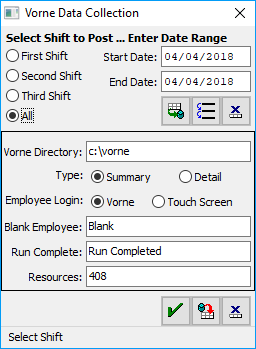 Vorne Data Collection
Select Shift to Post ... Enter Date Range
First Shift Start Date: 04/04/2018
Second Shift End Date: 04/04/2018
Third Shift
All
Vorne Directory: c:\vorne
Type: Summary Detail
Employee Login: Vorne Touch Screen
Blank Employee: Blank
Run Complete: Run Completed
Resources: 408
Select Shift